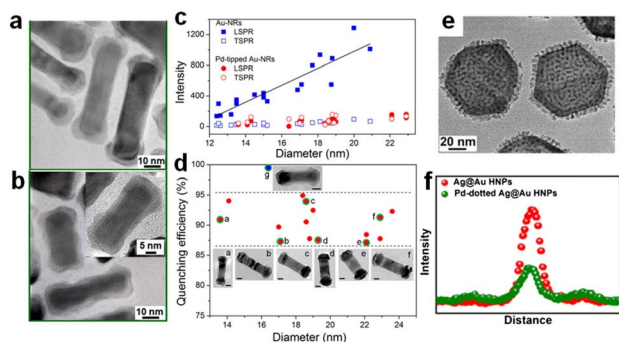 a
10 nm
b
5 nm
10 nm
c
Au-NRs
LSPR
TSPR
Pd-tipped Au-NRs
LSPR
TSPR
Intensity
1400
1200
1000
800
600
400
200
0
12 14 16 18 20 22
Diameter (nm)
d
Quenching efficiency (%)
100
95
90
85
80
75
g
a
b
c
d
e
f
a b c d e f
14 16 18 20 22 24
Diameter (nm)
e
20 nm
f
Ag@Au HNPs
Pd-dotted Ag@Au HNPs
Intensity
Distance